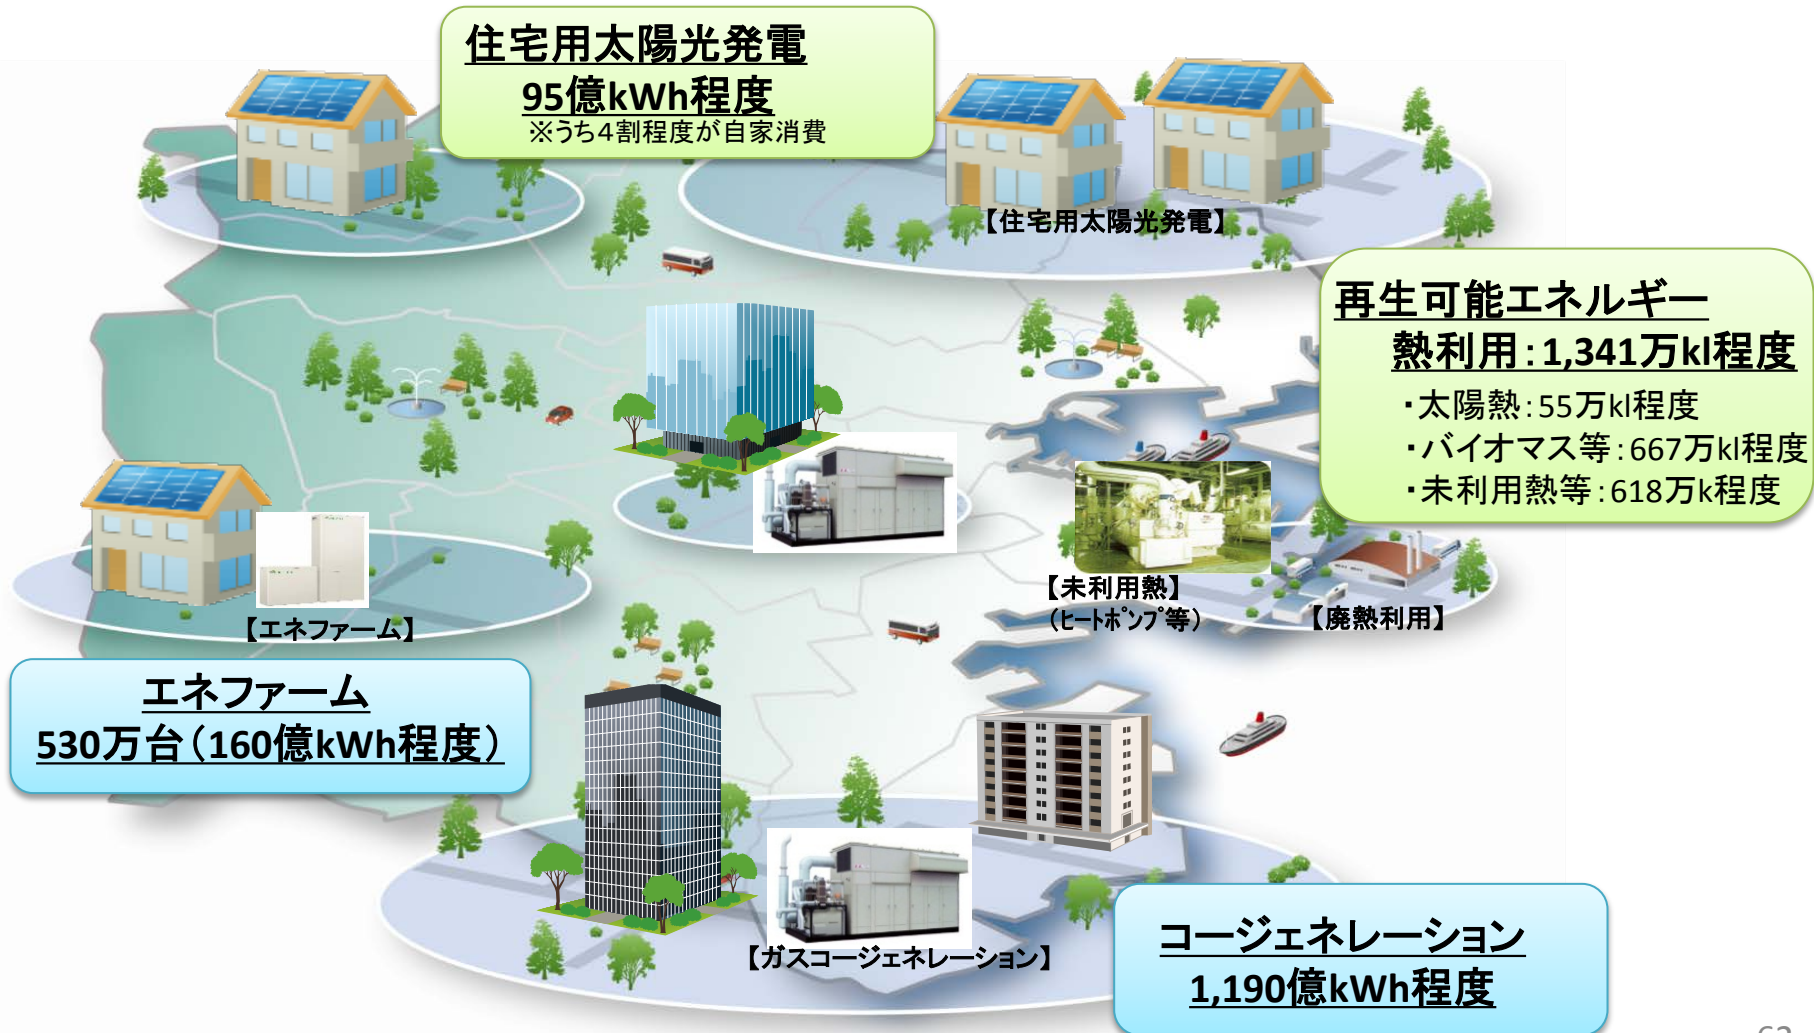 住宅用太陽光発電
95億kWh程度
※うち4割程度が自家消費
【住宅用太陽光発電】
再生可能エネルギー
熱利用：1,341万kl程度
・太陽熱：55万kl程度
・バイオマス等：667万kl程度
・未利用熱等：618万k程度
【未利用熱】
（ﾋｰﾄﾎﾟﾝﾌﾟ等）
【廃熱利用】
【エネファーム】
エネファーム
530万台（160億kWh程度）
【ガスコージェネレーション】
コージェネレーション
1,190億kWh程度